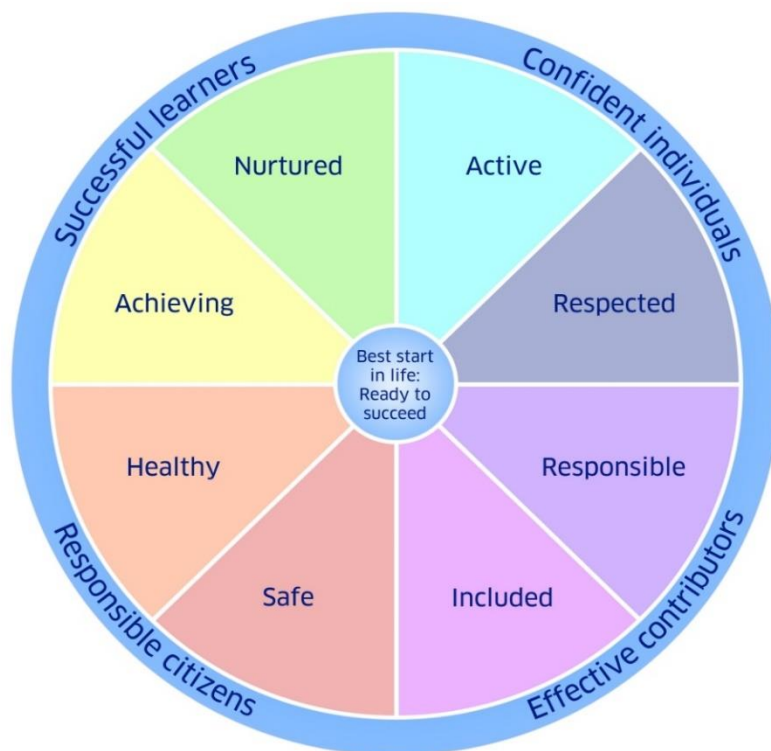 Successful learners
Confident individuals
Nurtured
Active
Achieving
Respected
Best start
in life:
Ready to
succeed
Healthy
Responsible
Safe
Included
Responsible citizens
Effective contributors